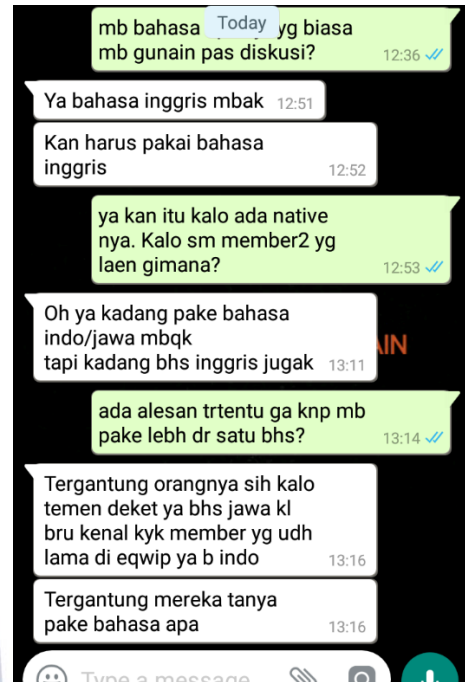 mb bahasa
Today
yg biasa
mb gunain pas diskusi? 12:36
Ya bahasa inggris mbak 12:51
Kan harus pakai bahasa
inggris 12:52
ya kan itu kalo ada native
nya. Kalo sm member2 yg
laen gimana? 12:53
Oh ya kadang pake bahasa
indo/jawa mbqk
tapi kadang bhs inggris jugak 13:11
AIN
ada alesan trtentu ga knp mb
pake lebh dr satu bhs? 13:14
Tergantung orangnya sih kalo
temen deket ya bhs jawa kl
bru kenal kyk member yg udh
lama di eqwip ya b indo 13:16
Tergantung mereka tanya
pake bahasa apa 13:16
Type a message